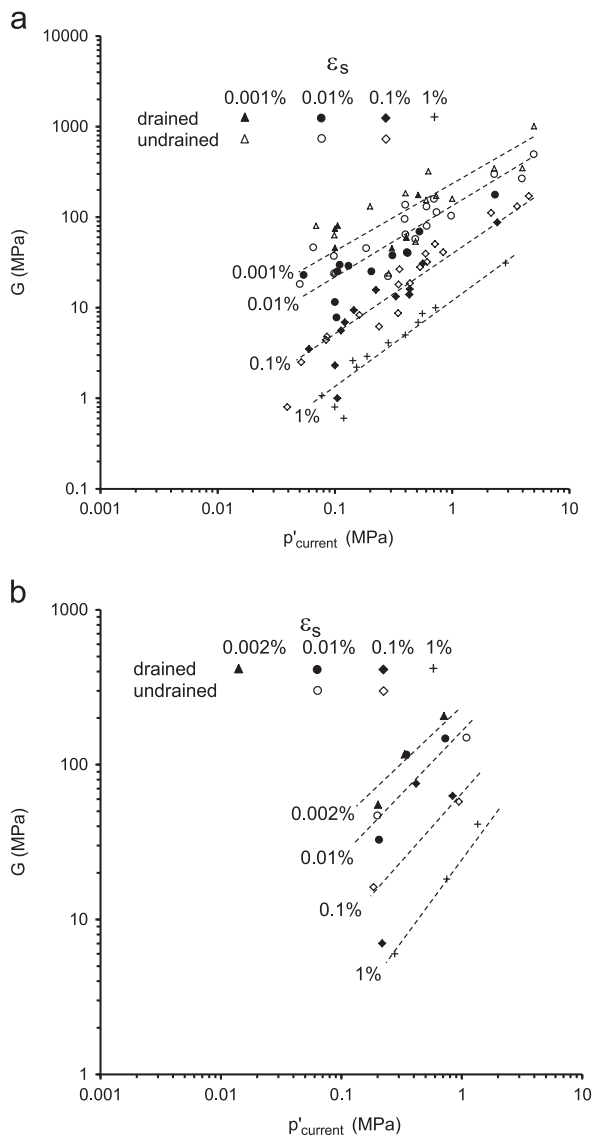 a
10000
εs
0.001% 0.01% 0.1% 1%
1000
drained
undrained
100
G (MPa)
0.001%
10
0.01%
0.1%
1
1%
0.1
0.001 0.01 0.1 1 10
p'current (MPa)
b
1000
εs
0.002% 0.01% 0.1% 1%
drained
undrained
100
G (MPa)
0.002%
0.01%
10
0.1%
1%
1
0.001 0.01 0.1 1 10
p'current (MPa)